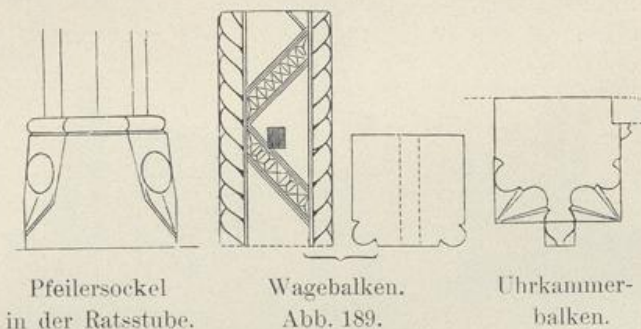 Pfeilersockel
in der Ratsstube.
Wagebalken.
Abb. 189.
Uhrkammer-
balken.